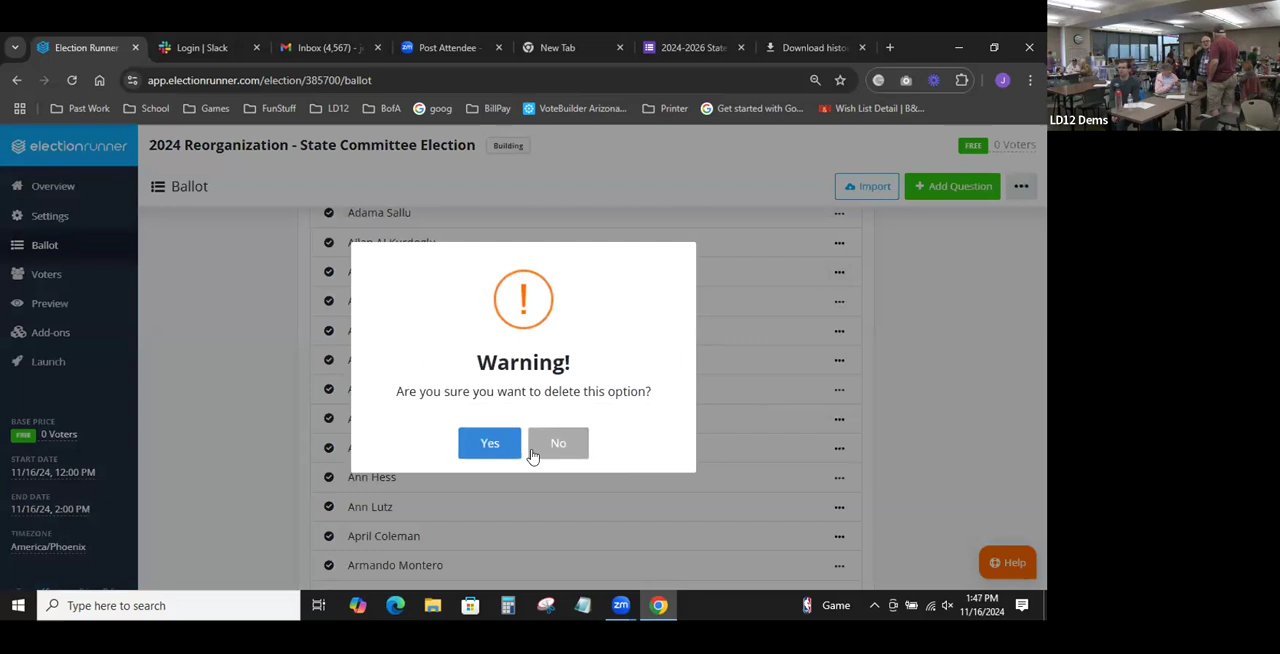 Election Runner
Login | Slack
Inbox (4,567) -
Post Attendee -
New Tab
2024-2026 State
Download histo
app.electionrunner.com/election/385700/ballot
J
Past Work
School
Games
FunStuff
LD12
BofA
goog
BillPay
VoteBuilder Arizona...
Printer
Get started with Go...
Wish List Detail | B&...
LD12 Dems
electionrunner
2024 Reorganization - State Committee Election
Building
FREE 0 Voters
Overview
Settings
Ballot
Voters
Preview
Add-ons
Launch
BASE PRICE
FREE 0 Voters
START DATE
11/16/24, 12:00 PM
END DATE
11/16/24, 2:00 PM
TIMEZONE
America/Phoenix
Ballot
Import
+ Add Question
Adama Sallu
Warning!
Are you sure you want to delete this option?
Yes
No
Ann Hess
Ann Lutz
April Coleman
Armando Montero
Help
Type here to search
zm
Game
1:47 PM
11/16/2024